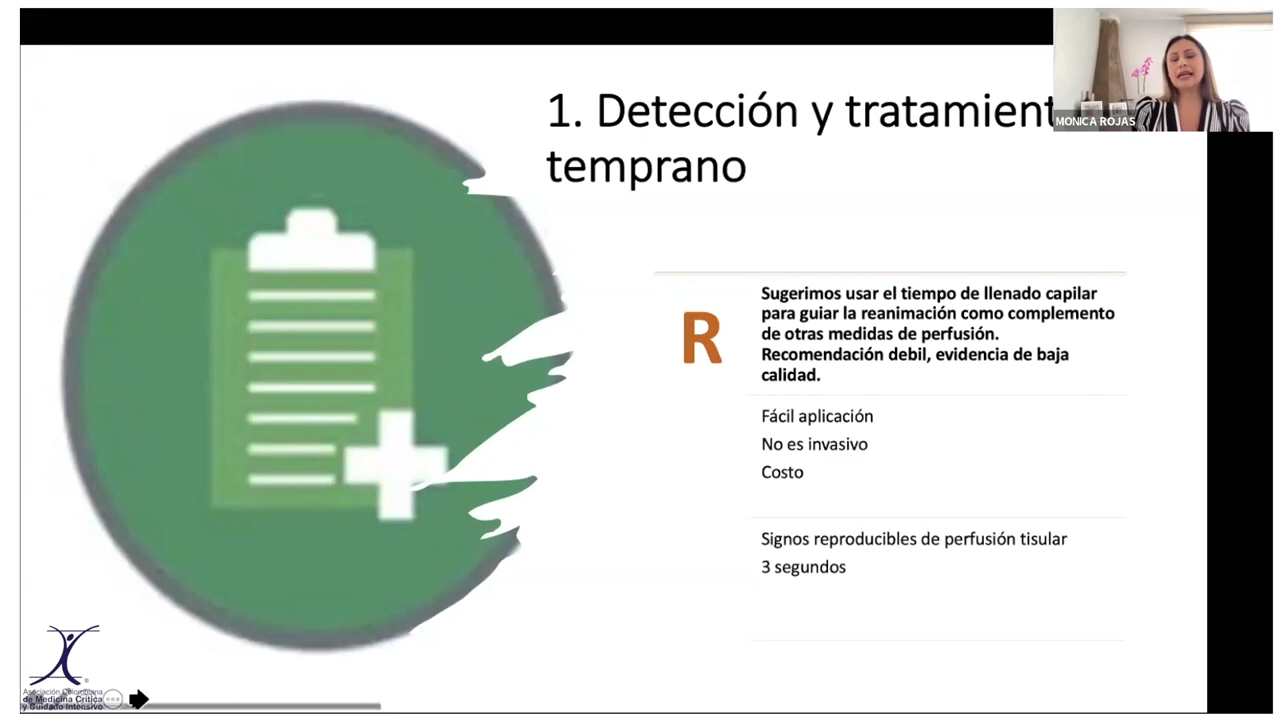 1. Detección y tratamient
temprano
MONICA ROJAS
R
Sugerimos usar el tiempo de llenado capilar
para guiar la reanimación como complemento
de otras medidas de perfusión.
Recomendación debil, evidencia de baja
calidad.
Fácil aplicación
No es invasivo
Costo
Signos reproducibles de perfusión tisular
3 segundos
Asociación Colombiana
de Medicina Crítica
y Cuidado Intensivo